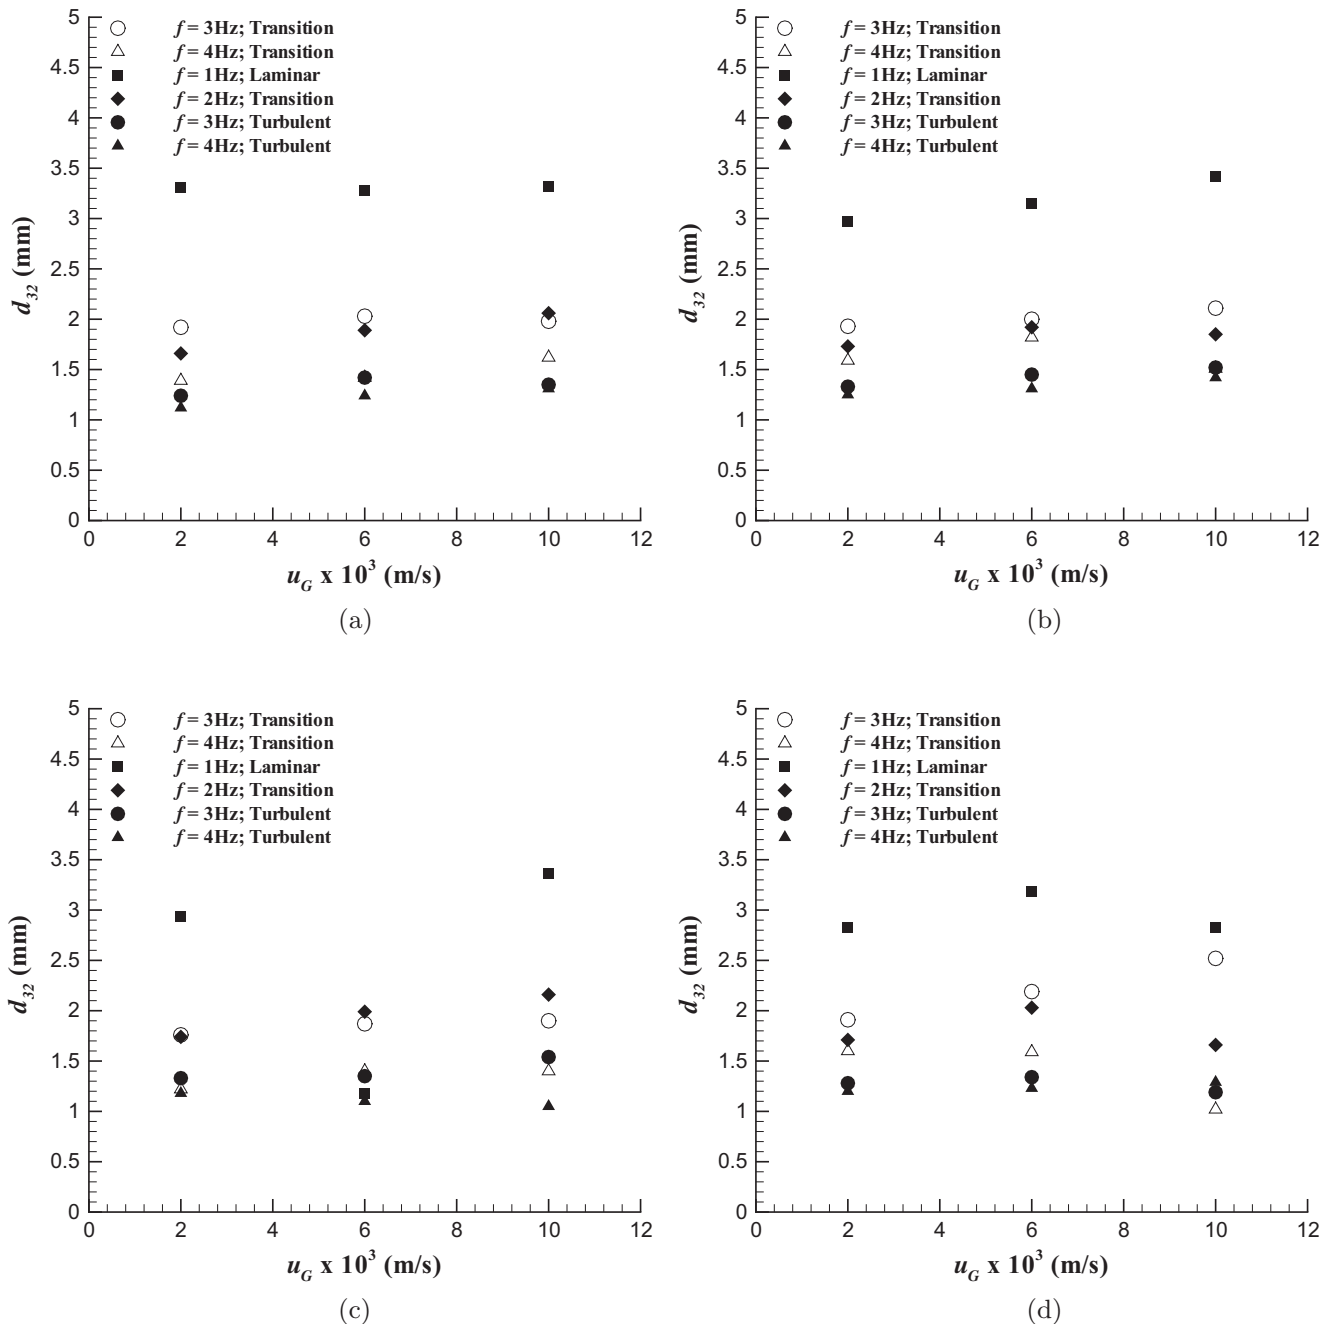 5
4.5
4
3.5
3
2.5
2
1.5
1
0.5
0
d32 (mm)
f = 3Hz; Transition
f = 4Hz; Transition
f = 1Hz; Laminar
f = 2Hz; Transition
f = 3Hz; Turbulent
f = 4Hz; Turbulent
0 2 4 6 8 10 12
uG x 10³ (m/s)
(a)
5
4.5
4
3.5
3
2.5
2
1.5
1
0.5
0
d32 (mm)
f = 3Hz; Transition
f = 4Hz; Transition
f = 1Hz; Laminar
f = 2Hz; Transition
f = 3Hz; Turbulent
f = 4Hz; Turbulent
0 2 4 6 8 10 12
uG x 10³ (m/s)
(b)
5
4.5
4
3.5
3
2.5
2
1.5
1
0.5
0
d32 (mm)
f = 3Hz; Transition
f = 4Hz; Transition
f = 1Hz; Laminar
f = 2Hz; Transition
f = 3Hz; Turbulent
f = 4Hz; Turbulent
0 2 4 6 8 10 12
uG x 10³ (m/s)
(c)
5
4.5
4
3.5
3
2.5
2
1.5
1
0.5
0
d32 (mm)
f = 3Hz; Transition
f = 4Hz; Transition
f = 1Hz; Laminar
f = 2Hz; Transition
f = 3Hz; Turbulent
f = 4Hz; Turbulent
0 2 4 6 8 10 12
uG x 10³ (m/s)
(d)